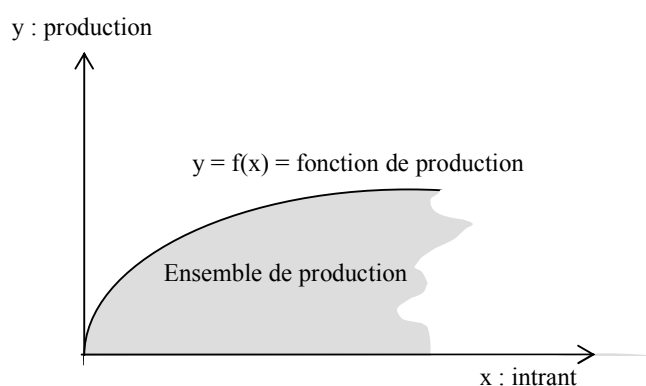 y : production
y = f(x) = fonction de production
Ensemble de production
x : intrant